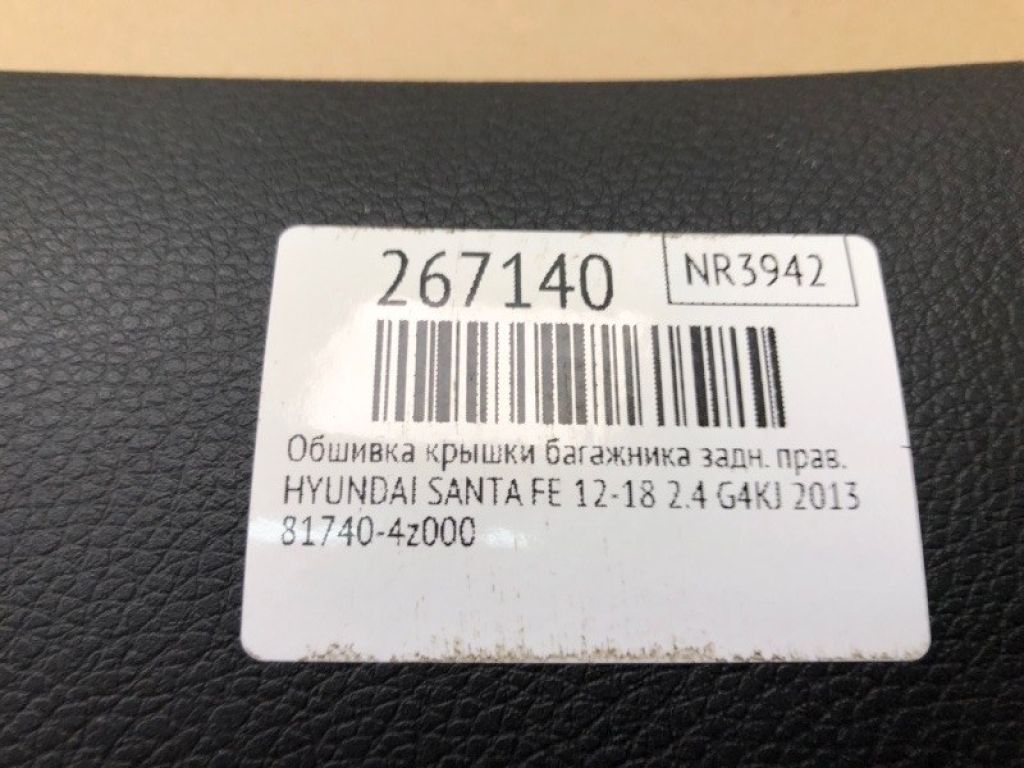 267140
NR3942
Обшивка крышки багажника задн. прав.
HYUNDAI SANTA FE 12-18 2.4 G4KJ 2013
81740-4z000